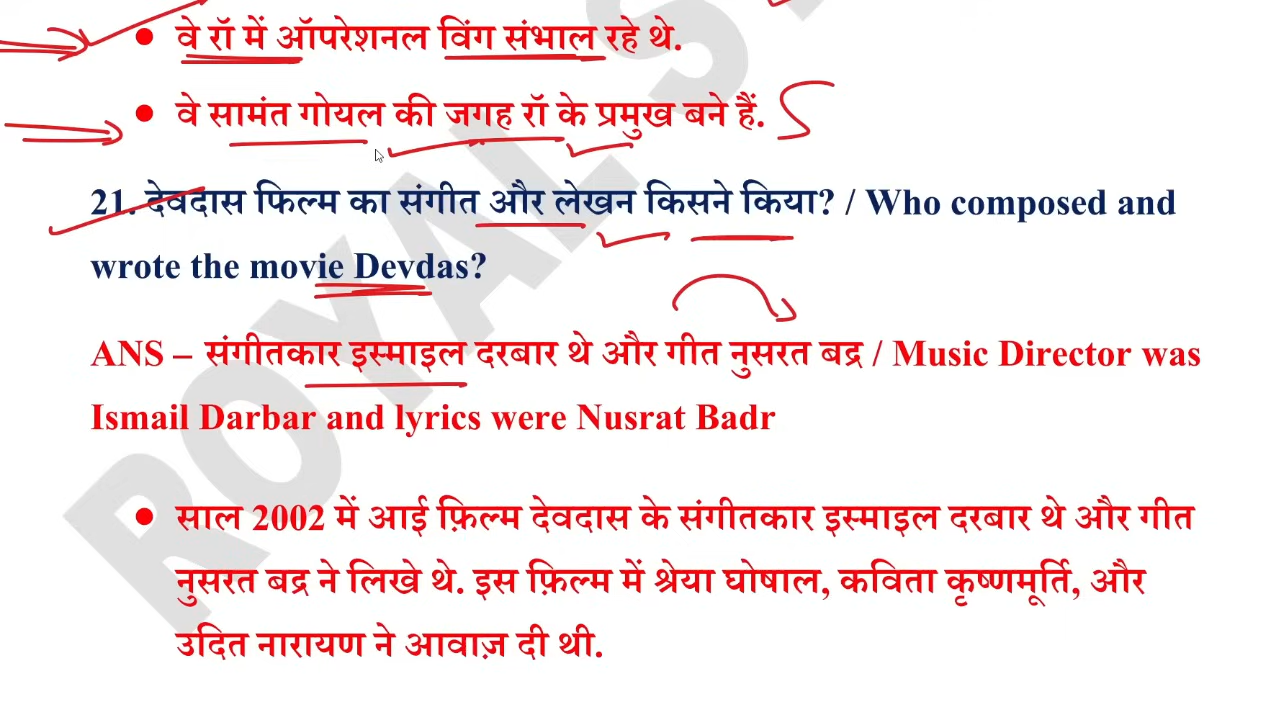 • वे रॉ में ऑपरेशनल विंग संभाल रहे थे.
• वे सामंत गोयल की जगह रॉ के प्रमुख बने हैं.
21. देवदास फिल्म का संगीत और लेखन किसने किया? / Who composed and
wrote the movie Devdas?
ANS – संगीतकार इस्माइल दरबार थे और गीत नुसरत बद्र / Music Director was
Ismail Darbar and lyrics were Nusrat Badr
• साल 2002 में आई फ़िल्म देवदास के संगीतकार इस्माइल दरबार थे और गीत
नुसरत बद्र ने लिखे थे. इस फ़िल्म में श्रेया घोषाल, कविता कृष्णमूर्ति, और
उदित नारायण ने आवाज़ दी थी.
ROYAL S